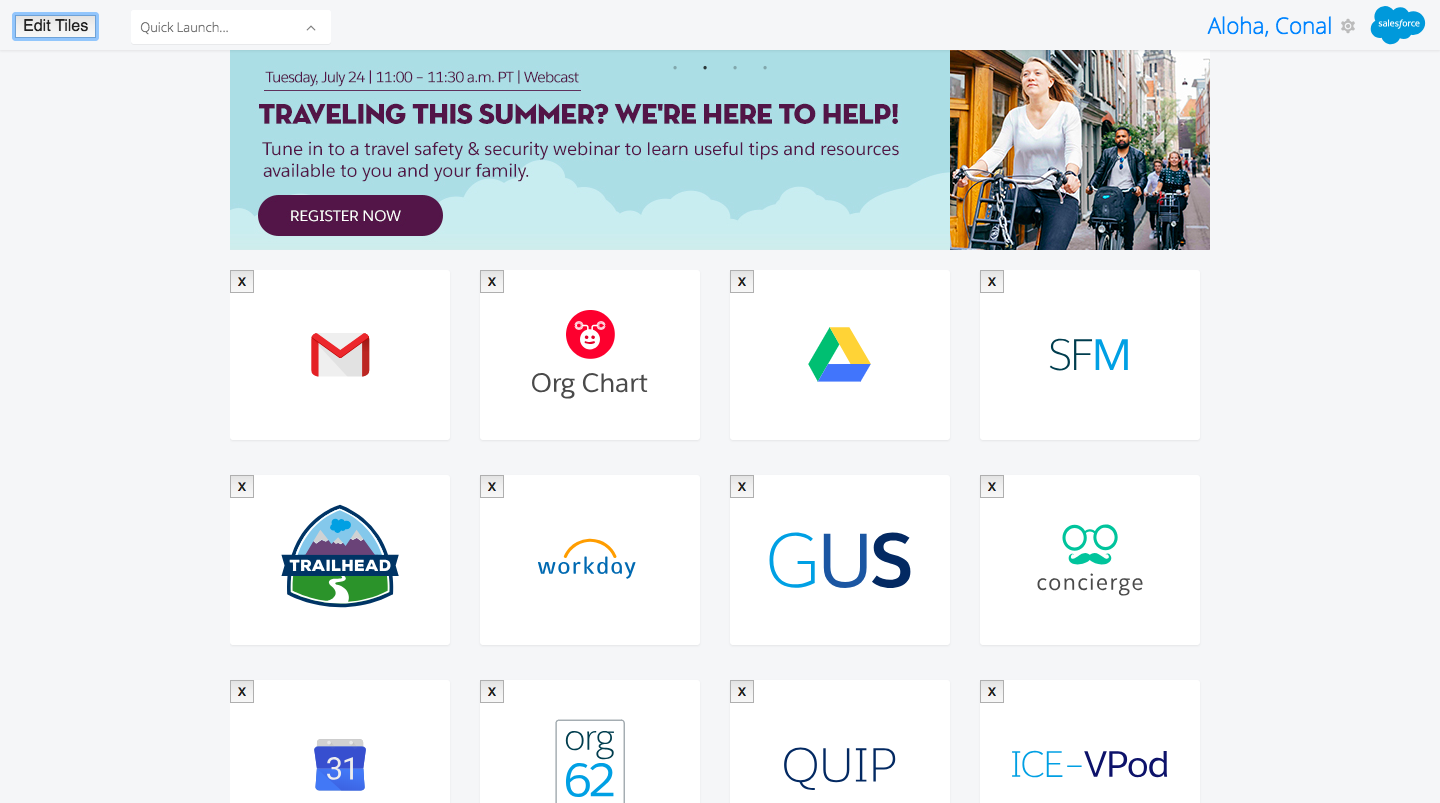 Edit Tiles
Quick Launch...
Aloha, Conal
salesforce
Tuesday, July 24 | 11:00 – 11:30 a.m. PT | Webcast
TRAVELING THIS SUMMER? WE'RE HERE TO HELP!
Tune in to a travel safety & security webinar to learn useful tips and resources
available to you and your family.
REGISTER NOW
X
X
X
X
Org Chart
SFM
X
X
X
X
TRAILHEAD
workday
GUS
concierge
X
X
X
X
31
org
62
QUIP
ICE–VPod